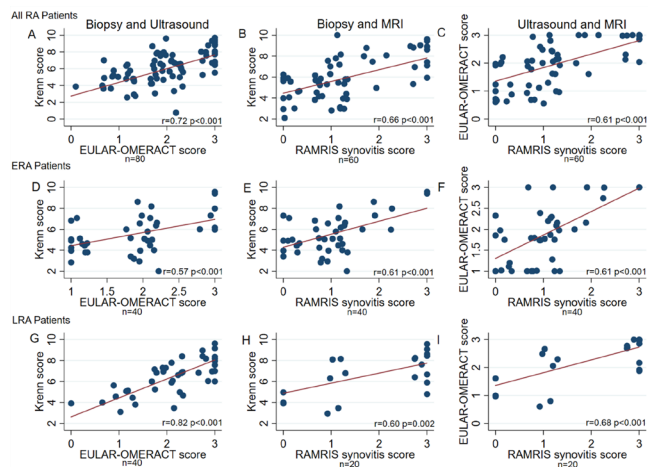 All RA Patients
Biopsy and Ultrasound
Biopsy and MRI
Ultrasound and MRI
A
Krenn score
10
8
6
4
2
0
0
1
2
3
r=0.72 p<0.001
EULAR-OMERACT score
n=80
B
Krenn score
10
8
6
4
2
0
1
2
3
r=0.66 p<0.001
RAMRIS synovitis score
n=60
C
EULAR-OMERACT score
3
2
1
0
0
1
2
3
r=0.61 p<0.001
RAMRIS synovitis score
n=60
ERA Patients
D
Krenn score
10
8
6
4
2
1
1.5
2
2.5
3
r=0.57 p<0.001
EULAR-OMERACT score
n=40
E
Krenn score
10
8
6
4
2
0
1
2
3
r=0.61 p<0.001
RAMRIS synovitis score
n=40
F
EULAR-OMERACT score
3
2.5
2
1.5
1
0
1
2
3
r=0.61 p<0.001
RAMRIS synovitis score
n=40
LRA Patients
G
Krenn score
10
8
6
4
2
0
1
2
3
r=0.82 p<0.001
EULAR-OMERACT score
n=40
H
Krenn score
10
8
6
4
2
0
1
2
3
r=0.60 p=0.002
RAMRIS synovitis score
n=20
I
EULAR-OMERACT score
3
2
1
0
0
1
2
3
r=0.68 p<0.001
RAMRIS synovitis score
n=20